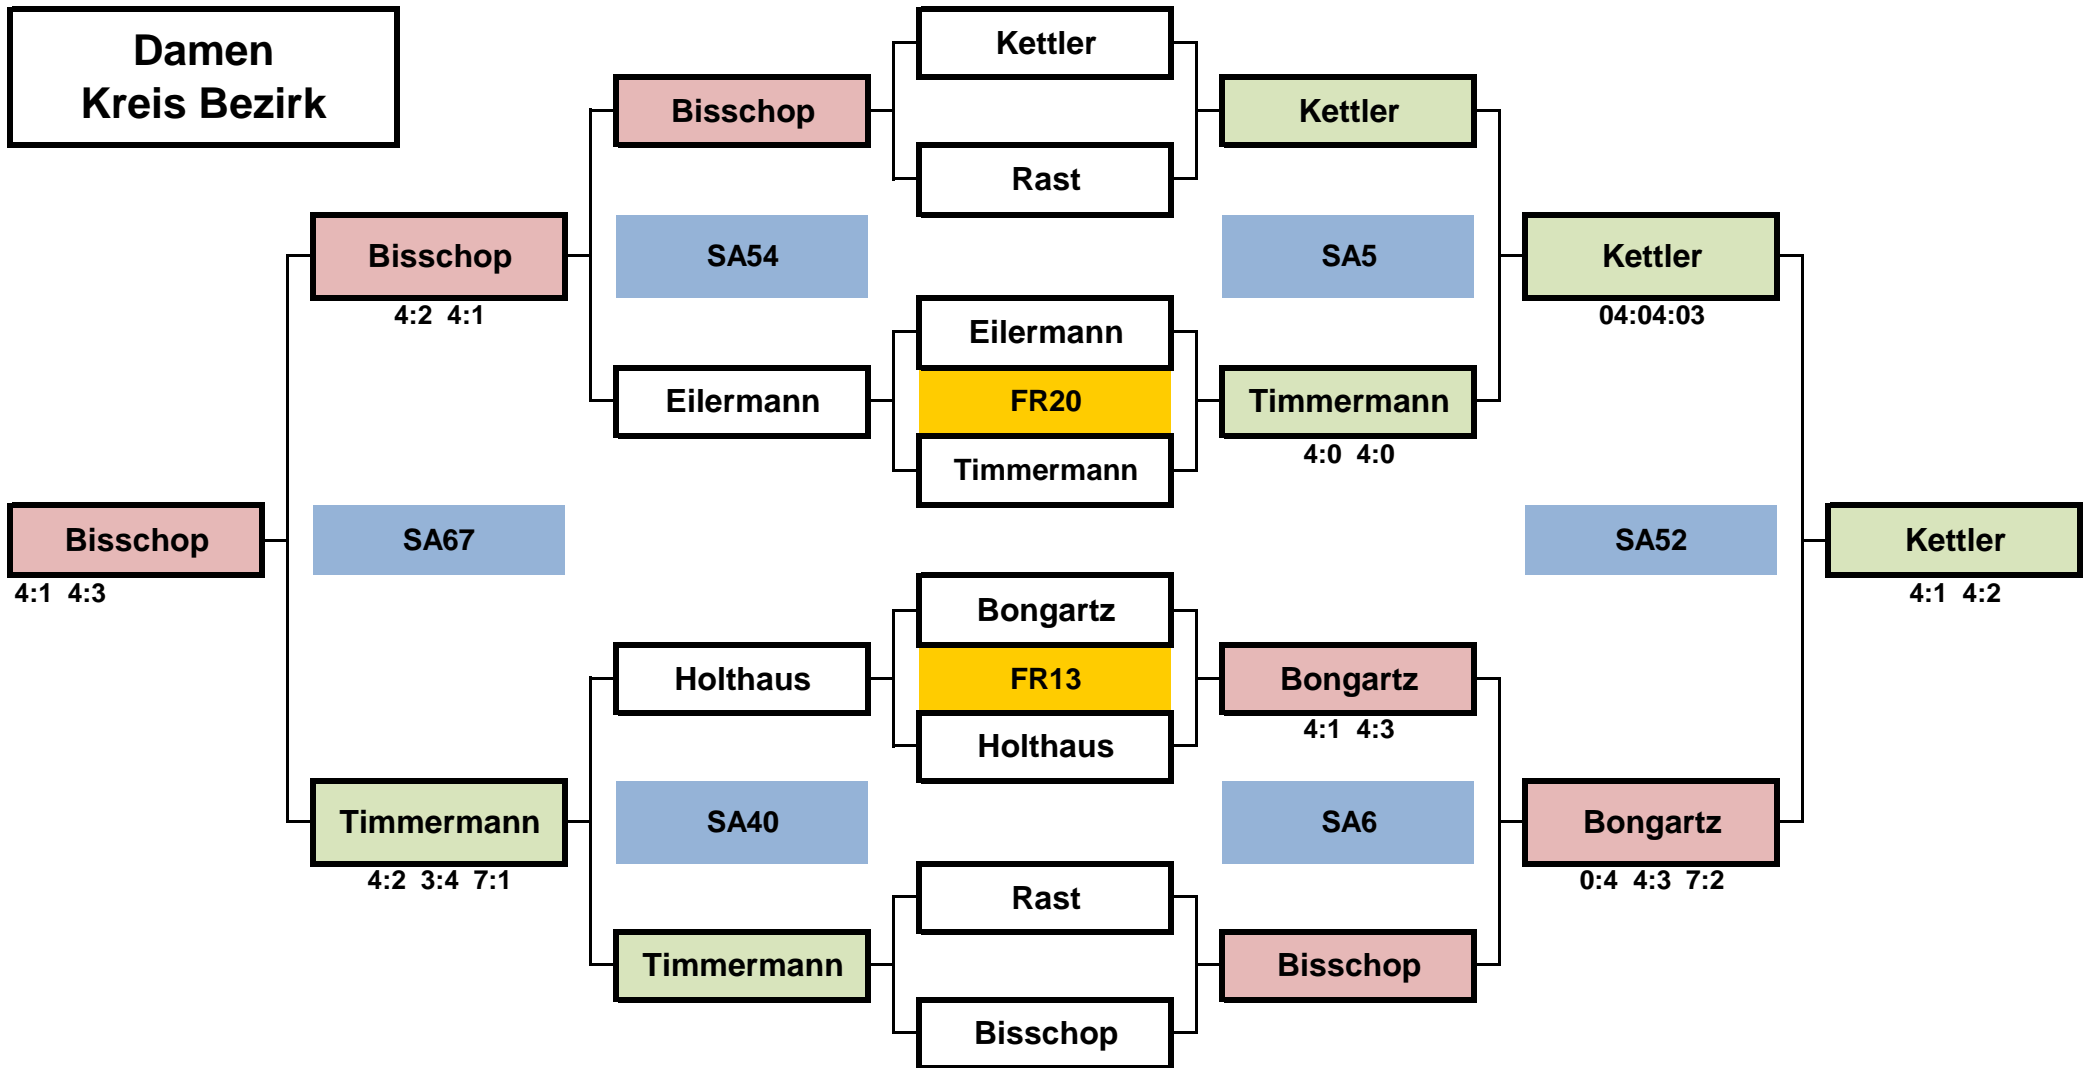 Damen
Kreis Bezirk
Kettler
Bisschop
Kettler
Rast
Bisschop
SA54
SA5
Kettler
4:2 4:1
04:04:03
Eilermann
Eilermann
FR20
Timmermann
4:0 4:0
Timmermann
Bisschop
SA67
SA52
Kettler
4:1 4:3
4:1 4:2
Bongartz
Holthaus
FR13
Bongartz
4:1 4:3
Holthaus
Timmermann
SA40
SA6
Bongartz
4:2 3:4 7:1
0:4 4:3 7:2
Rast
Timmermann
Bisschop
Bisschop